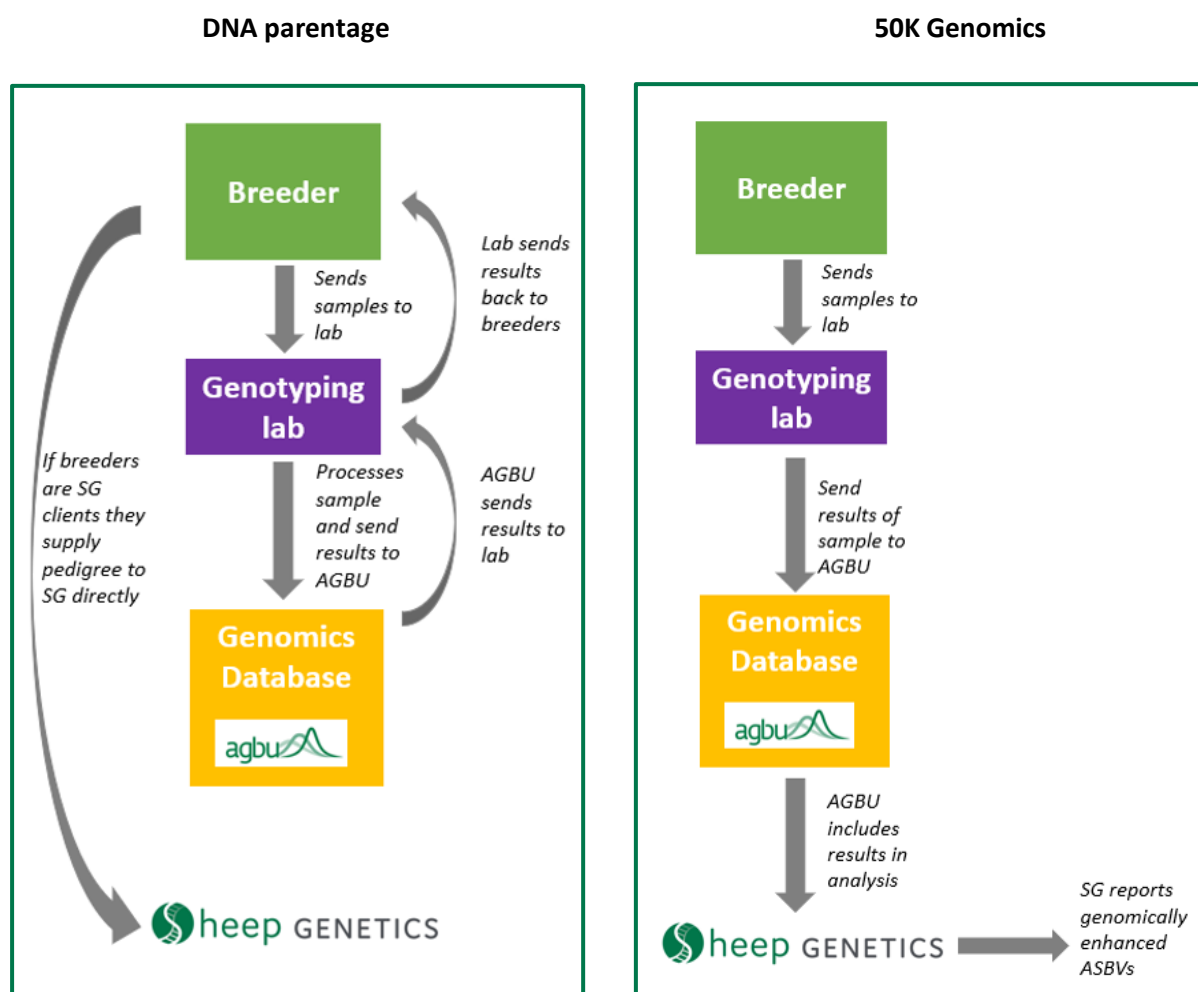 DNA parentage
Breeder
Lab sends
results
back to
breeders
Sends
samples to
lab
Genotyping
lab
If breeders
are SG
clients they
supply
pedigree to
SG directly
Processes
sample
and send
results to
AGBU
AGBU
sends
results to
lab
Genomics
Database
agbu
Sheep GENETICS
50K Genomics
Breeder
Sends
samples to
lab
Genotyping
lab
Send
results of
sample to
AGBU
Genomics
Database
agbu
AGBU
includes
results in
analysis
Sheep GENETICS
SG reports
genomically
enhanced
ASBVs